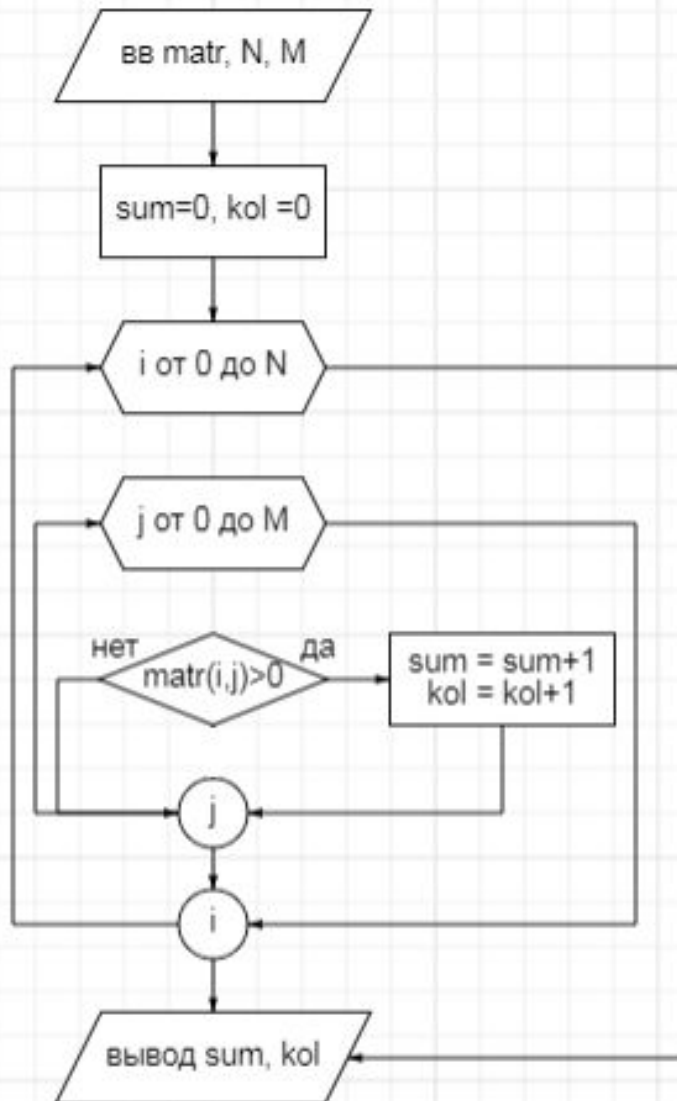 вв matr, N, M
sum=0, kol =0
i от 0 до N
j от 0 до M
нет
да
matr(i,j)>0
sum = sum+1
kol = kol+1
j
i
вывод sum, kol